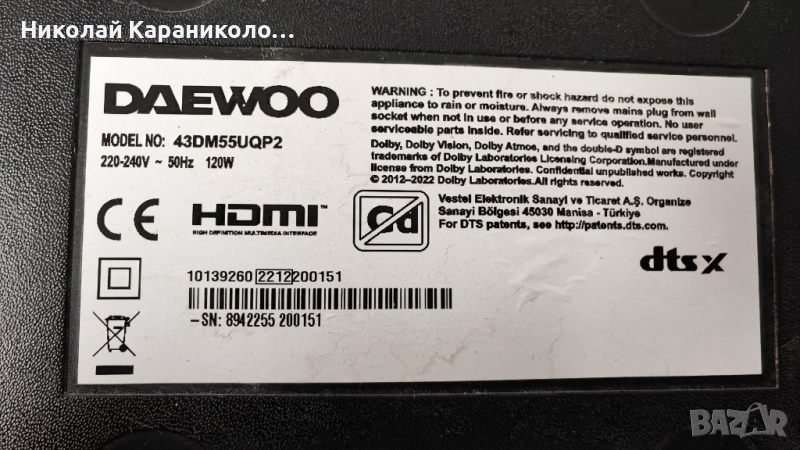 Николай Караниколо...
DAEWOO
MODEL NO: 43DM55UQP2
220-240V ~ 50Hz 120W
WARNING : To prevent fire or shock hazard do not expose this
appliance to rain or moisture. Always remove mains plug from wall
socket when not in use or before any service operation. No user
serviceable parts inside. Refer servicing to qualified service personnel.
Dolby, Dolby Vision, Dolby Atmos, and the double-D symbol are registered
trademarks of Dolby Laboratories Licensing Corporation.Manufactured under
license from Dolby Laboratories. Confidential unpublished works. Copyright
© 2012-2022 Dolby Laboratories.All rights reserved.
CE
HDMI™
HIGH DEFINITION MULTIMEDIA INTERFACE
Cd
Vestel Elektronik Sanayi ve Ticaret A.Ş. Organize
Sanayi Bölgesi 45030 Manisa - Türkiye
For DTS patents, see http://patents.dts.com.
dts X
10139260 2212 200151
-SN: 8942255 200151
BAZAR